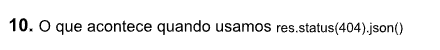 10. O que acontece quando usamos res.status(404).json()